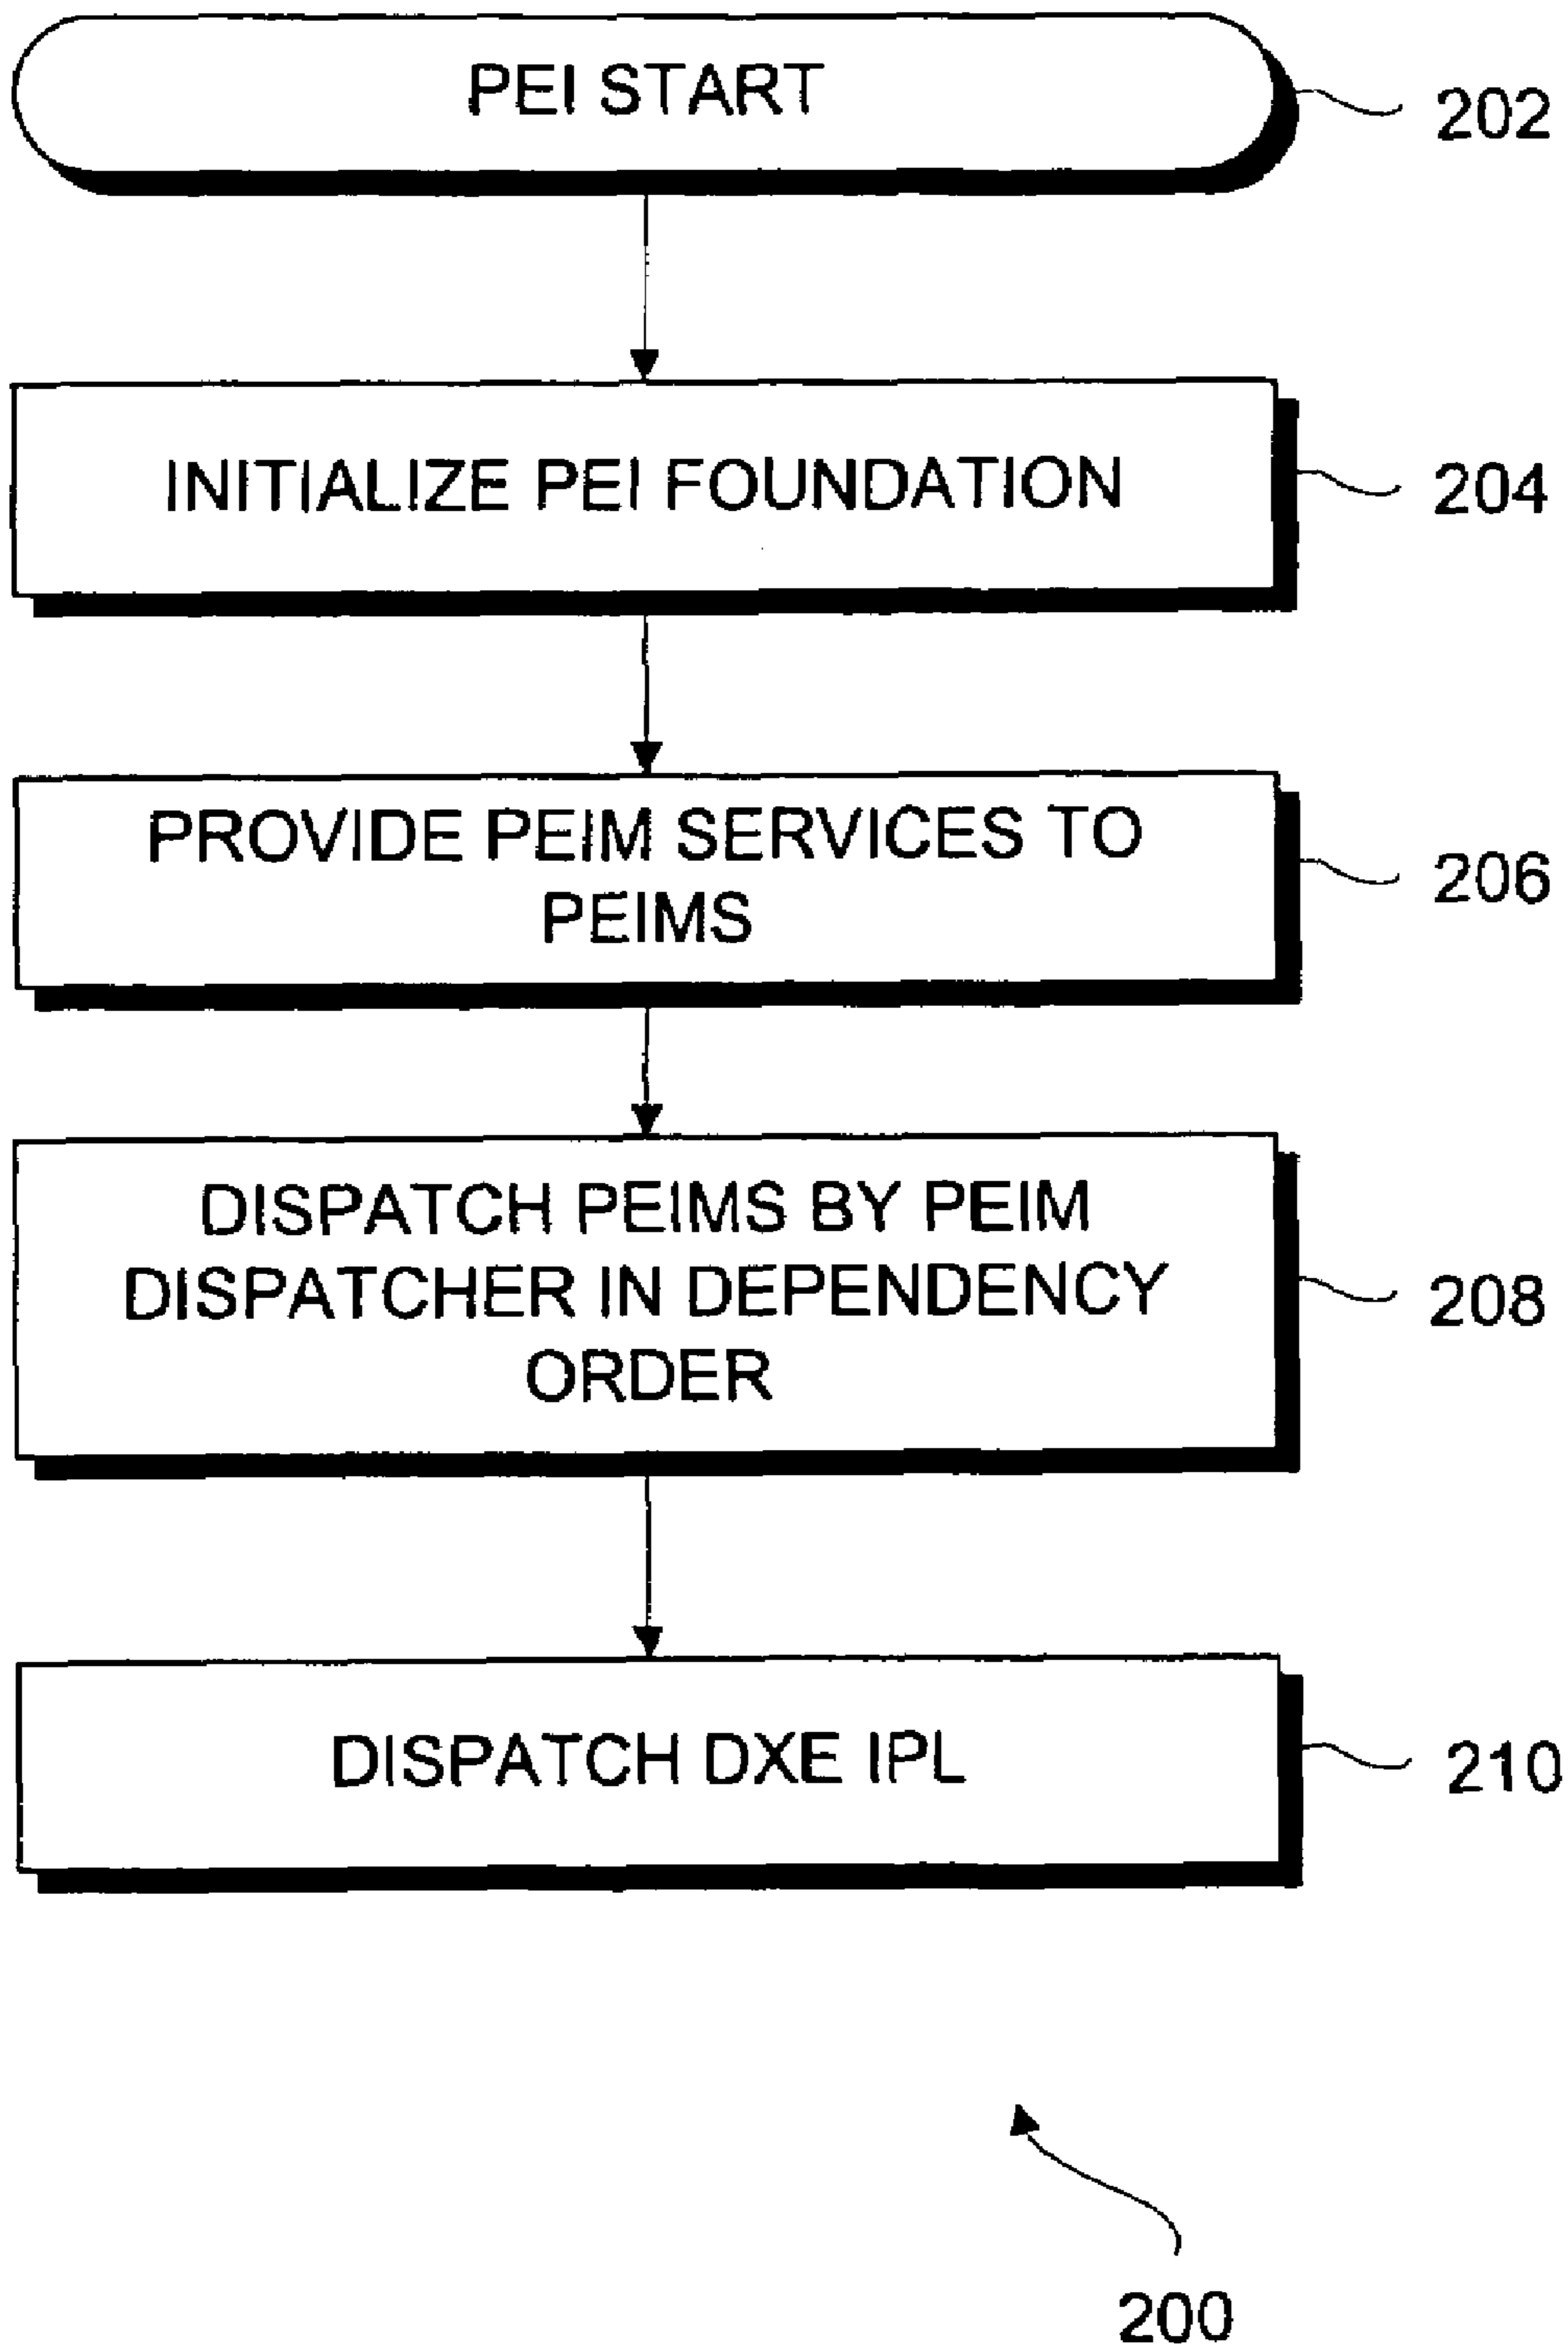 PEI START
202
INITIALIZE PEI FOUNDATION
204
PROVIDE PEIM SERVICES TO
PEIMS
206
DISPATCH PEIMS BY PEIM
DISPATCHER IN DEPENDENCY
ORDER
208
DISPATCH DXE IPL
210
200